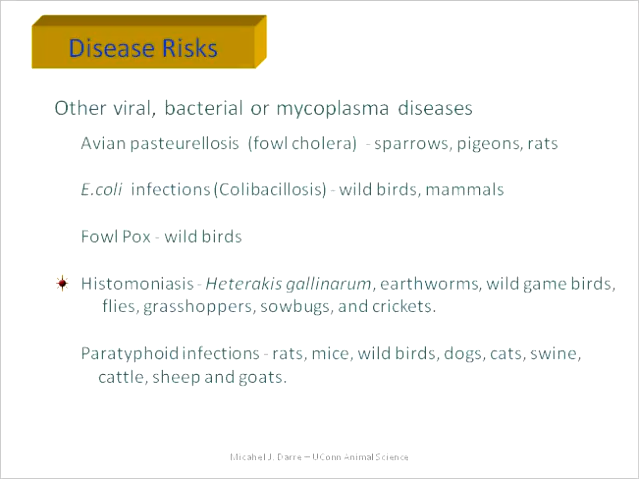 Disease Risks
Other viral, bacterial or mycoplasma diseases
Avian pasteurellosis (fowl cholera) - sparrows, pigeons, rats
E.coli infections (Colibacillosis) - wild birds, mammals
Fowl Pox - wild birds
Histomoniasis - Heterakis gallinarum, earthworms, wild game birds,
flies, grasshoppers, sowbugs, and crickets.
Paratyphoid infections - rats, mice, wild birds, dogs, cats, swine,
cattle, sheep and goats.
Micahel J. Darre – UConn Animal Science